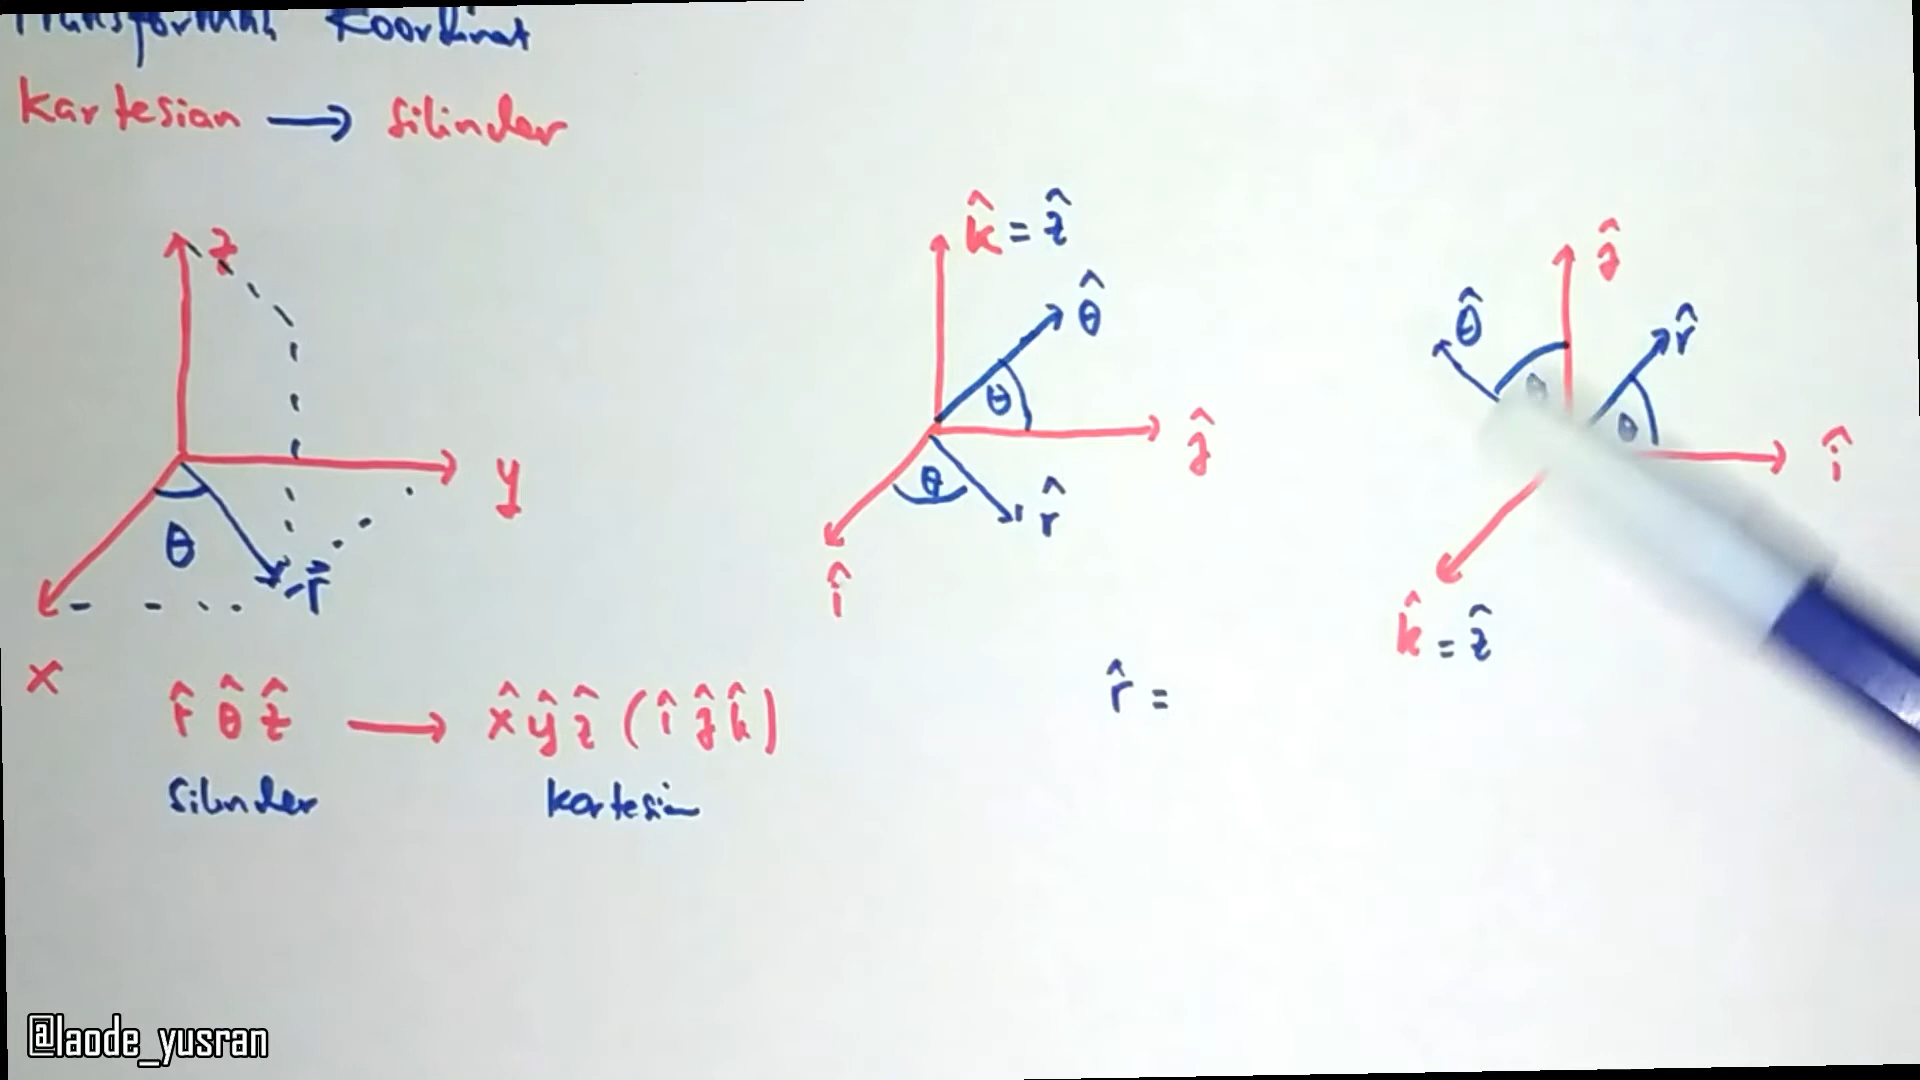 Transformasi Koordinat
Kartesian → Silinder
z
y
θ
r⃗
x
r̂ θ̂ ẑ → x̂ ŷ ẑ ( î ĵ k̂ )
Silinder kartesian
k̂ = ẑ
θ̂
θ
ĵ
θ
r̂
î
ĵ
θ̂
r̂
θ
θ
î
k̂ = ẑ
r̂ =
@laode_yusran